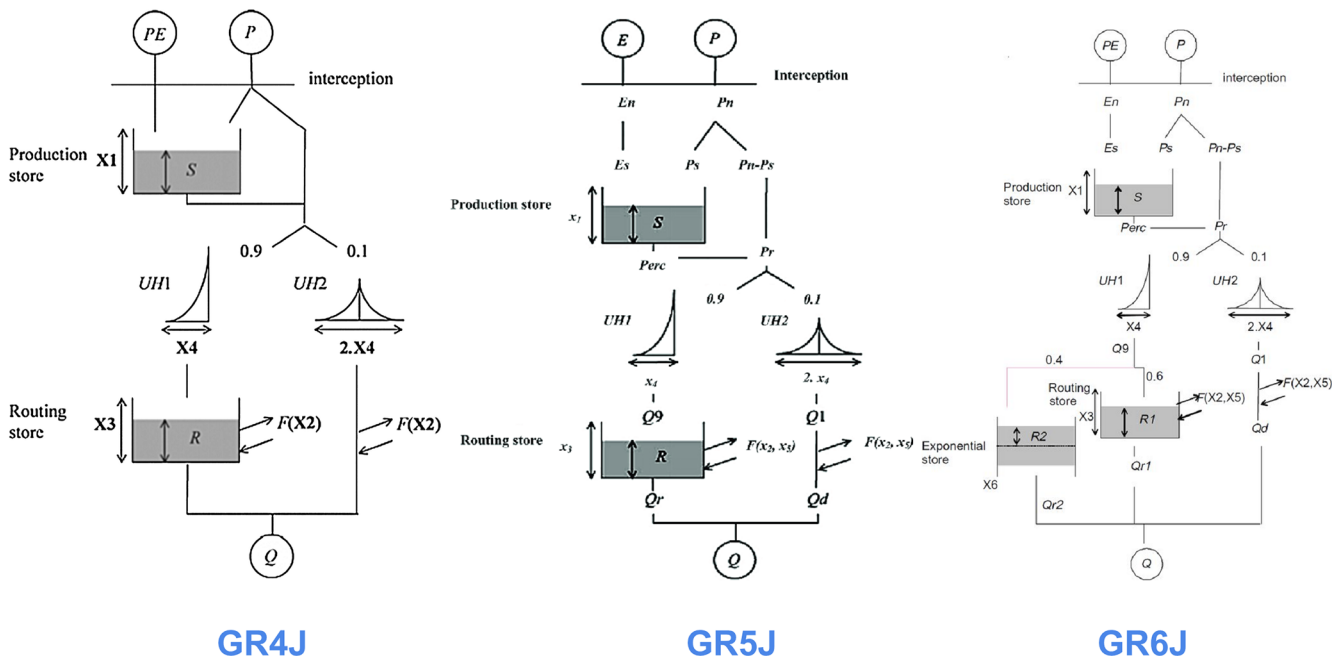 PE P
interception
Production
store
X1
S
0.9 0.1
UH1 UH2
X4 2.X4
Routing
store
X3
R
F(X2) F(X2)
Q
GR4J
E P
Interception
En Pn
Es Ps Pn-Ps
Production store
x1
S
Perc Pr
0.9 0.1
UH1 UH2
x4 2. x4
Q9 Q1
Routing store
x3
R
F(x2, x5) F(x2, x5)
Qr Qd
Q
GR5J
PE P
interception
En Pn
Es Ps Pn-Ps
Production
store
X1
S
Perc Pr
0.9 0.1
UH1 UH2
X4 2.X4
Q9 Q1
0.4 0.6
Routing
store
X3
R1
F(X2,X5) F(X2,X5)
R2
Exponential
store
X6
Qd
Qr1
Qr2
Q
GR6J